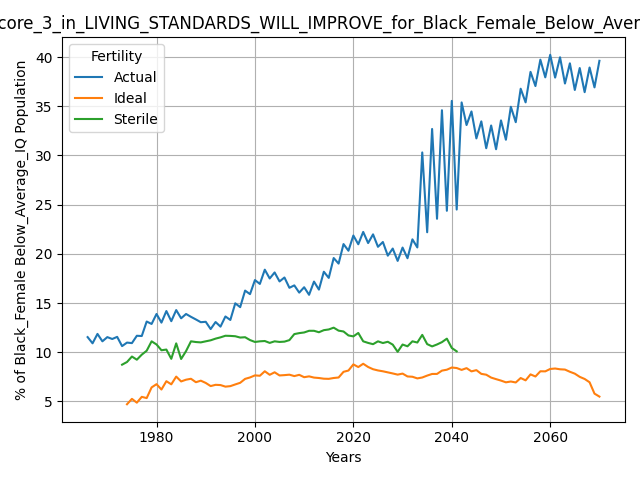 core_3_in_LIVING_STANDARDS_WILL_IMPROVE_for_Black_Female_Below_Aver
Fertility
Actual
Ideal
Sterile
% of Black_Female Below_Average_IQ Population
40
35
30
25
20
15
10
5
1980
2000
2020
2040
2060
Years